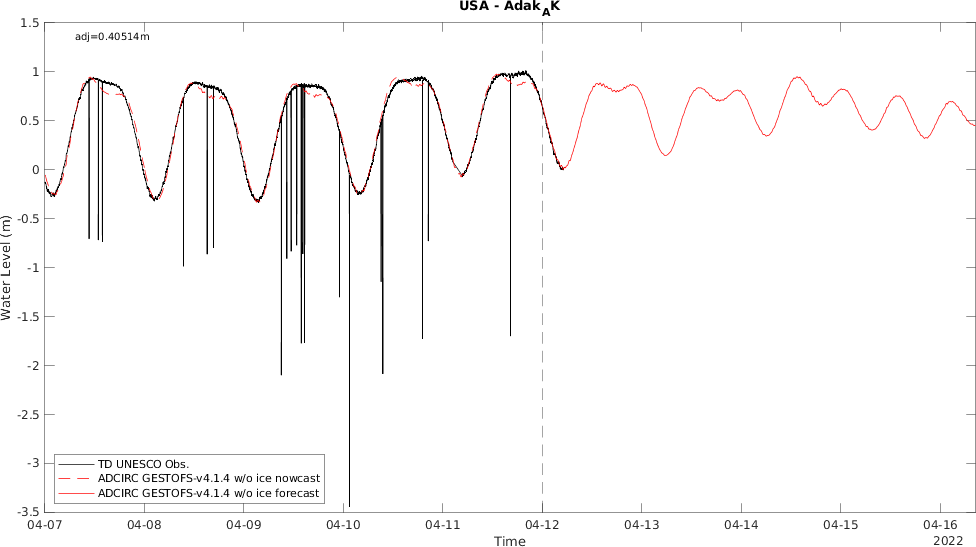 USA - Adak_AK
adj=0.40514m
1.5
1
0.5
0
-0.5
-1
-1.5
-2
-2.5
-3
-3.5
Water Level (m)
TD UNESCO Obs.
ADCIRC GESTOFS-v4.1.4 w/o ice nowcast
ADCIRC GESTOFS-v4.1.4 w/o ice forecast
04-07 04-08 04-09 04-10 04-11 04-12 04-13 04-14 04-15 04-16
Time
2022